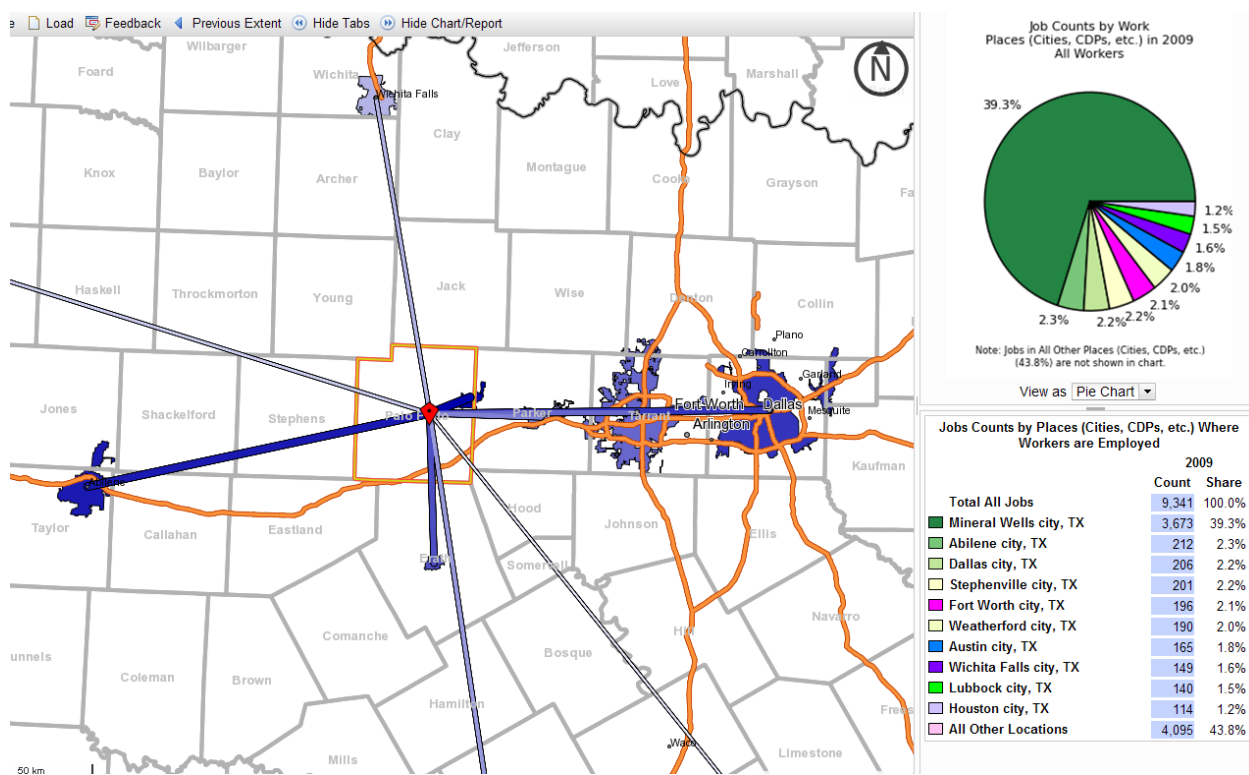 e Load Feedback Previous Extent Hide Tabs Hide Chart/Report
Wilbarger
Jefferson
Foard
Wichita
Love
Marshall
N
Wichita Falls
Clay
Knox
Baylor
Archer
Montague
Cooke
Grayson
Fa
Haskell
Throckmorton
Young
Jack
Wise
Denton
Collin
Plano
Carrollton
Garland
Irving
Jones
Shackelford
Stephens
Palo Pinto
Parker
Tarrant
Fort Worth
Dallas
Mesquite
Arlington
Kaufman
Abilene
Taylor
Callahan
Eastland
Hood
Johnson
Ellis
Erath
Somervell
Comanche
Hill
Navarro
unnels
Coleman
Brown
Bosque
Hamilton
Frees
Waco
Limestone
Mills
50 km
Job Counts by Work
Places (Cities, CDPs, etc.) in 2009
All Workers
39.3%
1.2%
1.5%
1.6%
1.8%
2.0%
2.1%
2.2%
2.2%
2.3%
Note: Jobs in All Other Places (Cities, CDPs, etc.)
(43.8%) are not shown in chart.
View as Pie Chart
Jobs Counts by Places (Cities, CDPs, etc.) Where
Workers are Employed
2009
Count Share
Total All Jobs 9,341 100.0%
Mineral Wells city, TX 3,673 39.3%
Abilene city, TX 212 2.3%
Dallas city, TX 206 2.2%
Stephenville city, TX 201 2.2%
Fort Worth city, TX 196 2.1%
Weatherford city, TX 190 2.0%
Austin city, TX 165 1.8%
Wichita Falls city, TX 149 1.6%
Lubbock city, TX 140 1.5%
Houston city, TX 114 1.2%
All Other Locations 4,095 43.8%